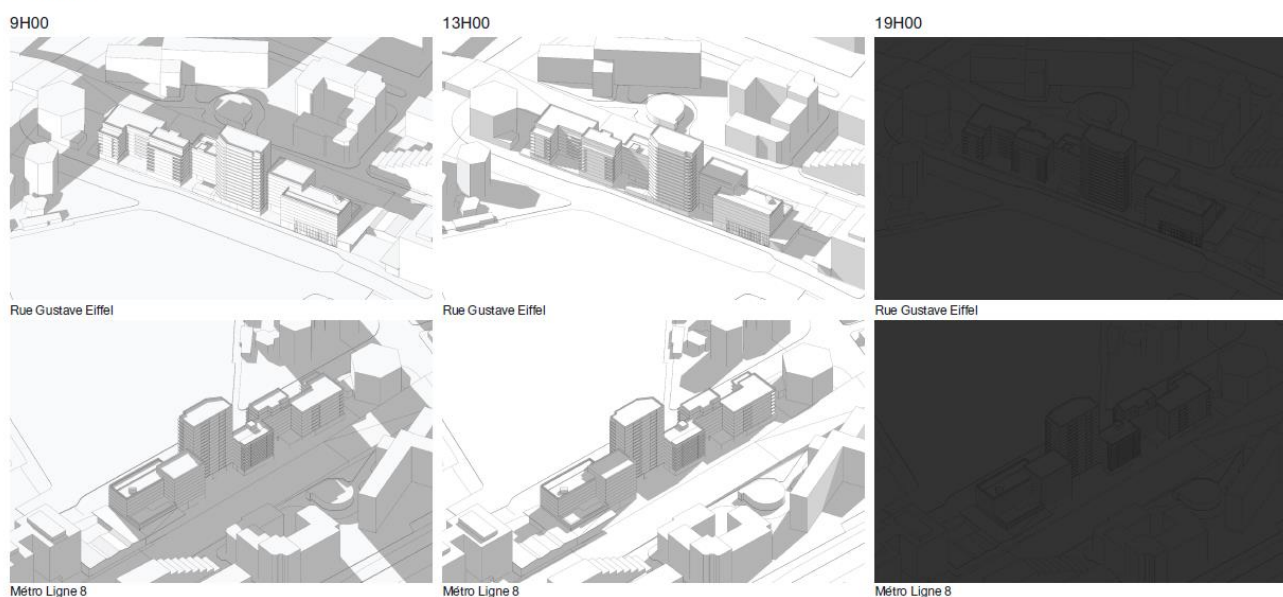 9H00
13H00
19H00
Rue Gustave Eiffel
Rue Gustave Eiffel
Rue Gustave Eiffel
Métro Ligne 8
Métro Ligne 8
Métro Ligne 8